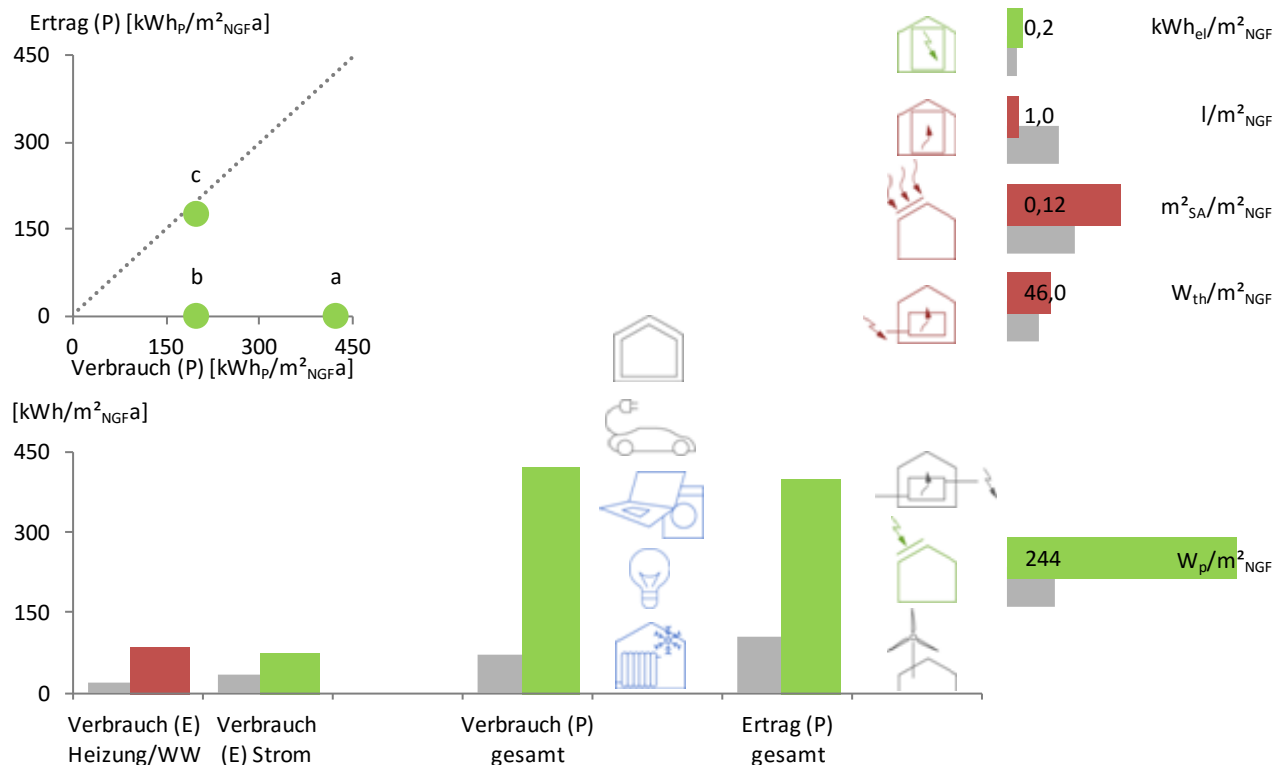 Ertrag (P) [kWhₚ/m²NGFa]
450
300
150
0
c
b
a
0
150
300
450
Verbrauch (P) [kWhₚ/m²NGFa]
0,2 kWhel/m²NGF
1,0 l/m²NGF
0,12 m²SA/m²NGF
46,0 Wth/m²NGF
[kWh/m²NGFa]
450
300
150
0
244 Wp/m²NGF
Verbrauch (E)
Heizung/WW
Verbrauch
(E) Strom
Verbrauch (P)
gesamt
Ertrag (P)
gesamt